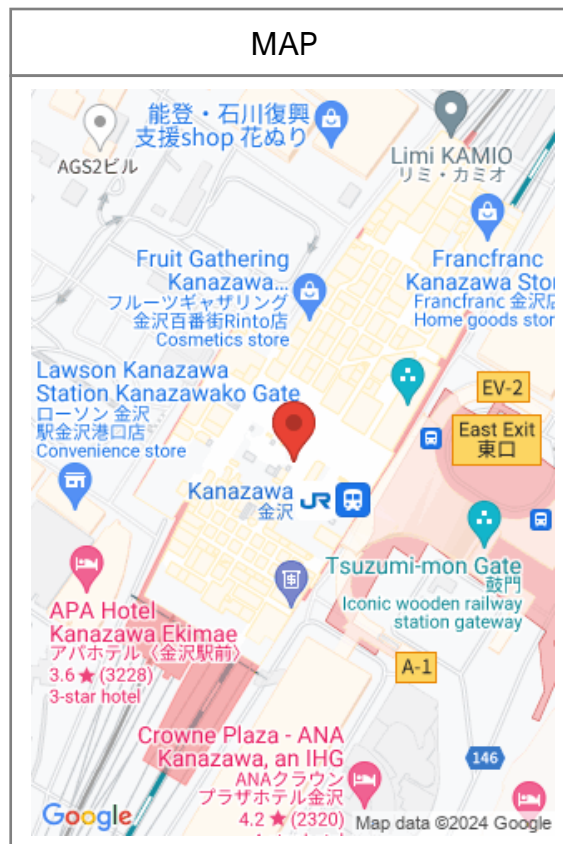 MAP
能登・石川復興
支援shop 花ぬり
AGS2ビル
Limi KAMIO
リミ・カミオ
Fruit Gathering
Kanazawa...
フルーツギャザリング
金沢百番街Rinto店
Cosmetics store
Francfranc
Kanazawa Sto
Francfranc 金沢店
Home goods stor
Lawson Kanazawa
Station Kanazawako Gate
ローソン 金沢
駅金沢港口店
Convenience store
EV-2
East Exit
東口
Kanazawa
金沢
JR
Tsuzumi-mon Gate
鼓門
Iconic wooden railway
station gateway
APA Hotel
Kanazawa Ekimae
アパホテル〈金沢駅前〉
3.6 ★ (3228)
3-star hotel
A-1
Crowne Plaza - ANA
Kanazawa, an IHG
ANAクラウン
プラザホテル金沢
4.2 ★ (2320)
146
Google
Map data ©2024 Google